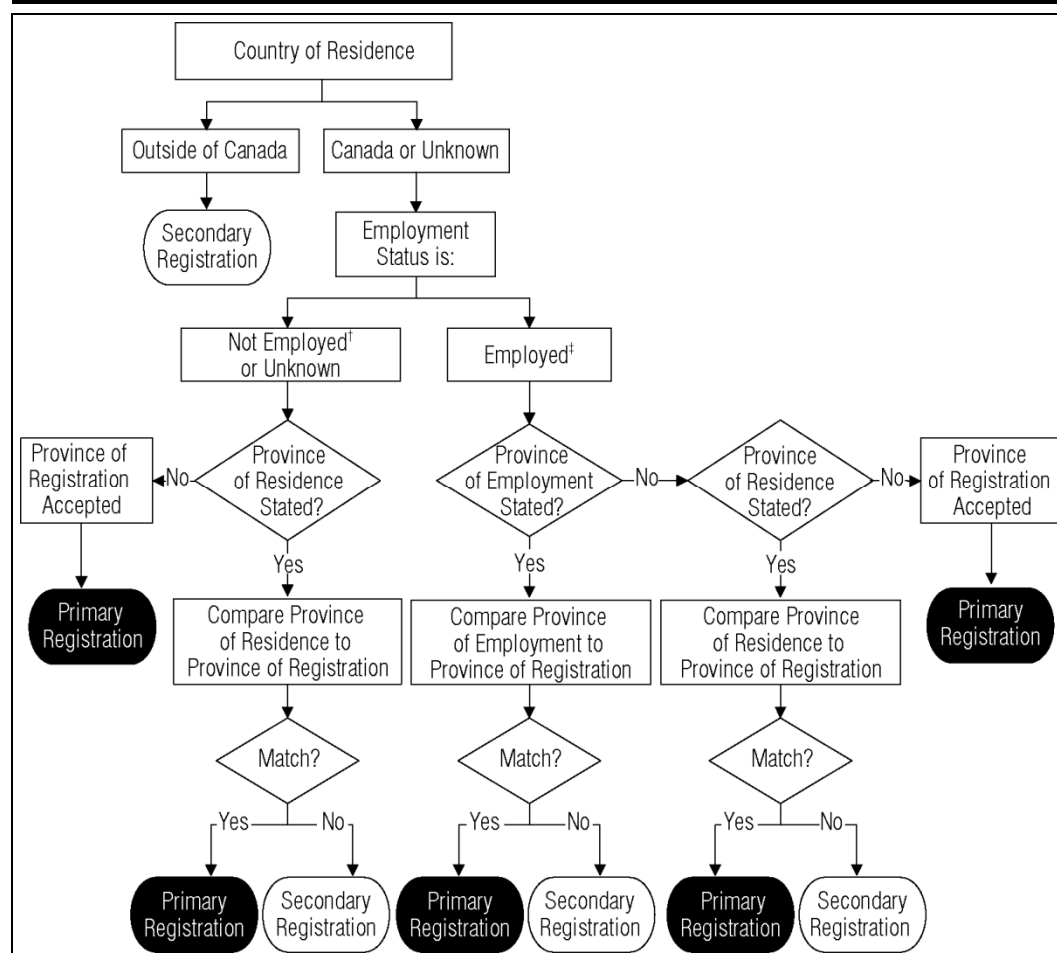 Country of Residence
Outside of Canada
Canada or Unknown
Secondary
Registration
Employment
Status is:
Not Employed†
or Unknown
Employed‡
Province of
Registration
Accepted
No
Province
of Residence
Stated?
Province
of Employment
Stated?
No
Province
of Residence
Stated?
No
Province
of Registration
Accepted
Yes
Yes
Yes
Primary
Registration
Compare Province
of Residence to
Province of Registration
Compare Province
of Employment to
Province of Registration
Compare Province
of Residence to
Province of Registration
Primary
Registration
Match?
Match?
Match?
Yes
No
Yes
No
Yes
No
Primary
Registration
Secondary
Registration
Primary
Registration
Secondary
Registration
Primary
Registration
Secondary
Registration